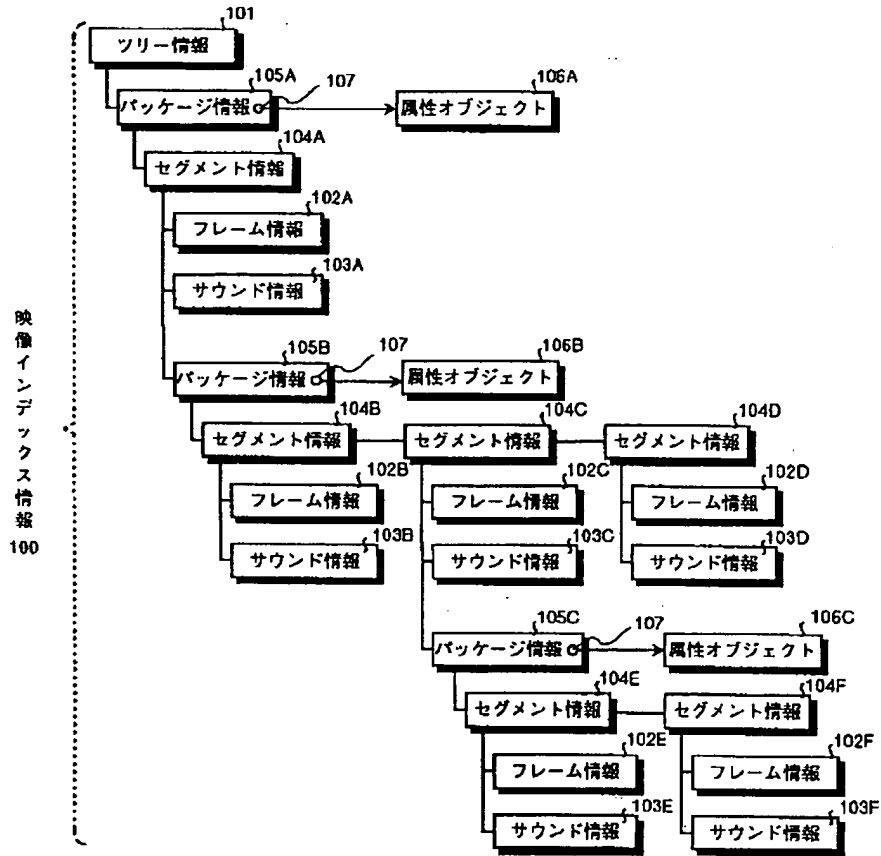 101
ツリー情報
105A 107 106A
パッケージ情報 属性オブジェクト
104A
セグメント情報
102A
フレーム情報
103A
サウンド情報
映像インデックス情報
100
105B 107 106B
パッケージ情報 属性オブジェクト
104B 104C 104D
セグメント情報 セグメント情報 セグメント情報
102B 102C 102D
フレーム情報 フレーム情報 フレーム情報
103B 103C 103D
サウンド情報 サウンド情報 サウンド情報
105C 107 106C
パッケージ情報 属性オブジェクト
104E 104F
セグメント情報 セグメント情報
102E 102F
フレーム情報 フレーム情報
103E 103F
サウンド情報 サウンド情報